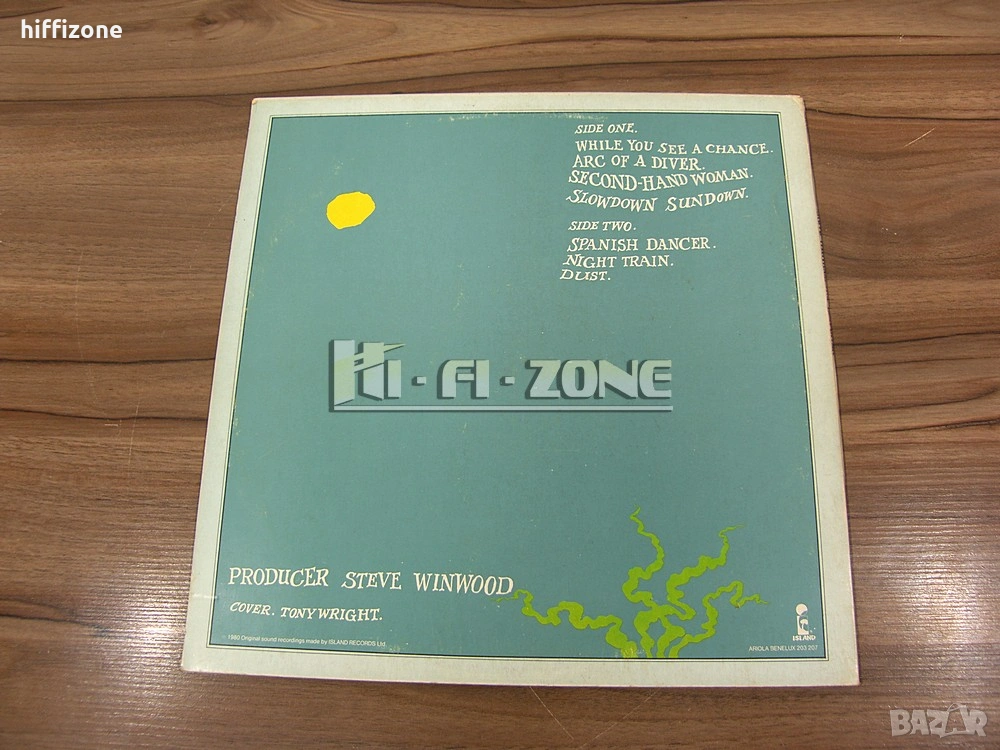 hiffizone
SIDE ONE.
WHILE YOU SEE A CHANCE.
ARC OF A DIVER.
SECOND-HAND WOMAN.
SLOWDOWN SUNDOWN.
SIDE TWO.
SPANISH DANCER.
NIGHT TRAIN.
DUST.
HI-FI-ZONE
PRODUCER STEVE WINWOOD
COVER. TONY WRIGHT.
1980 Original sound recordings made by ISLAND RECORDS Ltd.
ISLAND
ARIOLA BENELUX 203 207
BAZAR